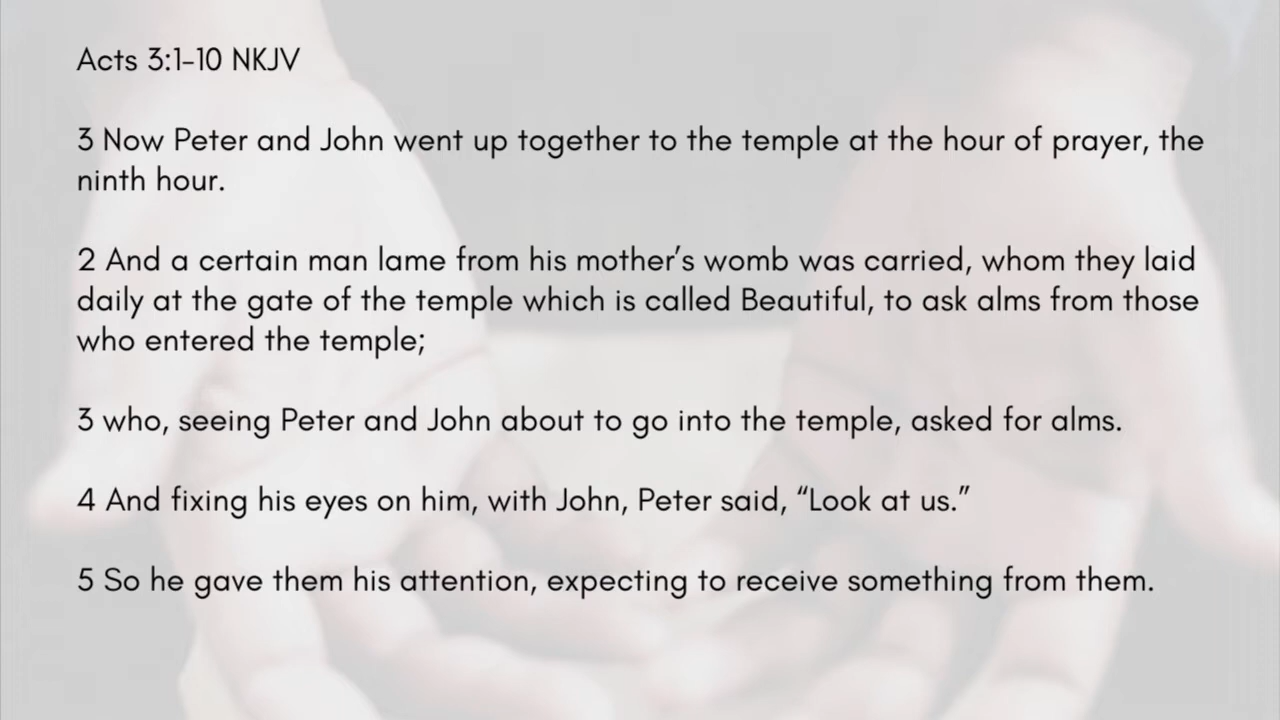 Acts 3:1-10 NKJV
3 Now Peter and John went up together to the temple at the hour of prayer, the
ninth hour.
2 And a certain man lame from his mother’s womb was carried, whom they laid
daily at the gate of the temple which is called Beautiful, to ask alms from those
who entered the temple;
3 who, seeing Peter and John about to go into the temple, asked for alms.
4 And fixing his eyes on him, with John, Peter said, “Look at us.”
5 So he gave them his attention, expecting to receive something from them.